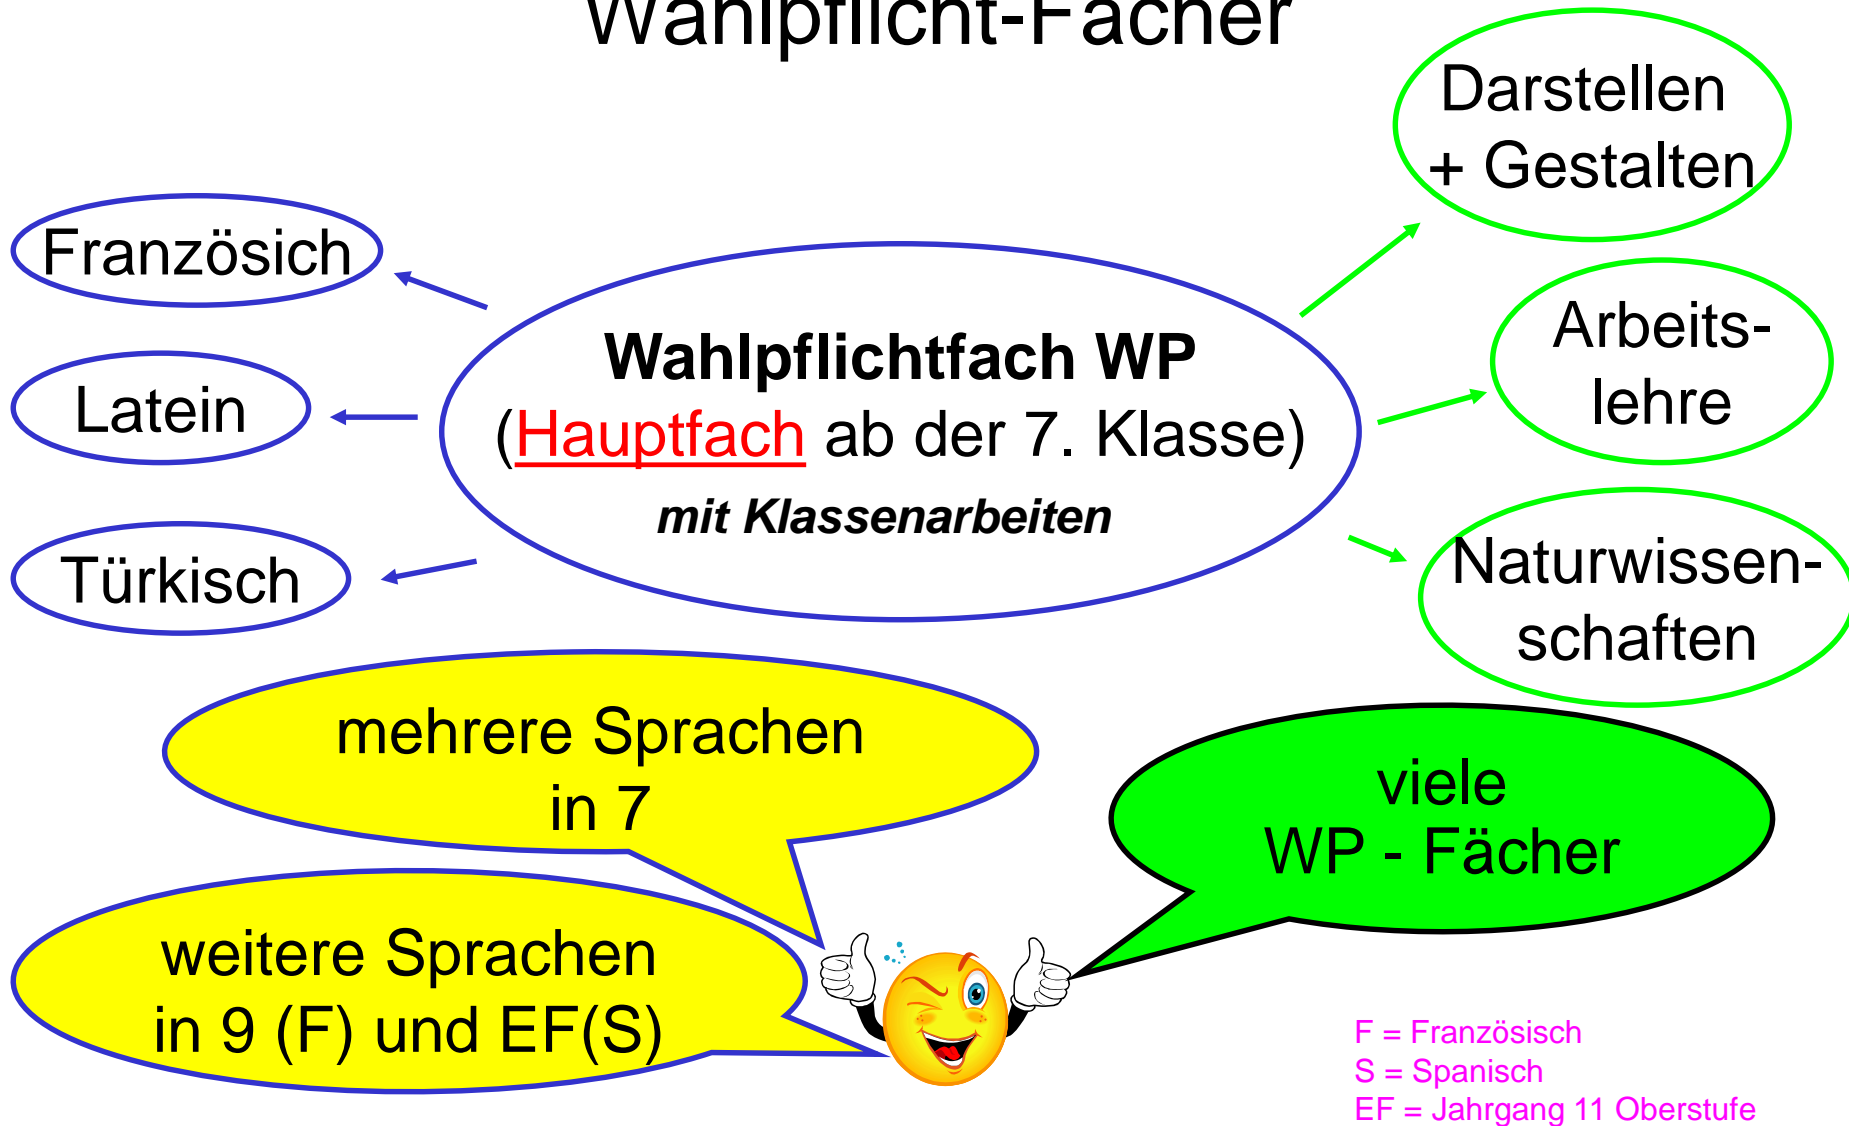 Wahlpflicht-Fächer
Darstellen
+ Gestalten
Französich
Latein
Türkisch
Wahlpflichtfach WP
(Hauptfach ab der 7. Klasse)
mit Klassenarbeiten
Arbeits-
lehre
Naturwissen-
schaften
mehrere Sprachen
in 7
viele
WP - Fächer
weitere Sprachen
in 9 (F) und EF(S)
F = Französisch
S = Spanisch
EF = Jahrgang 11 Oberstufe